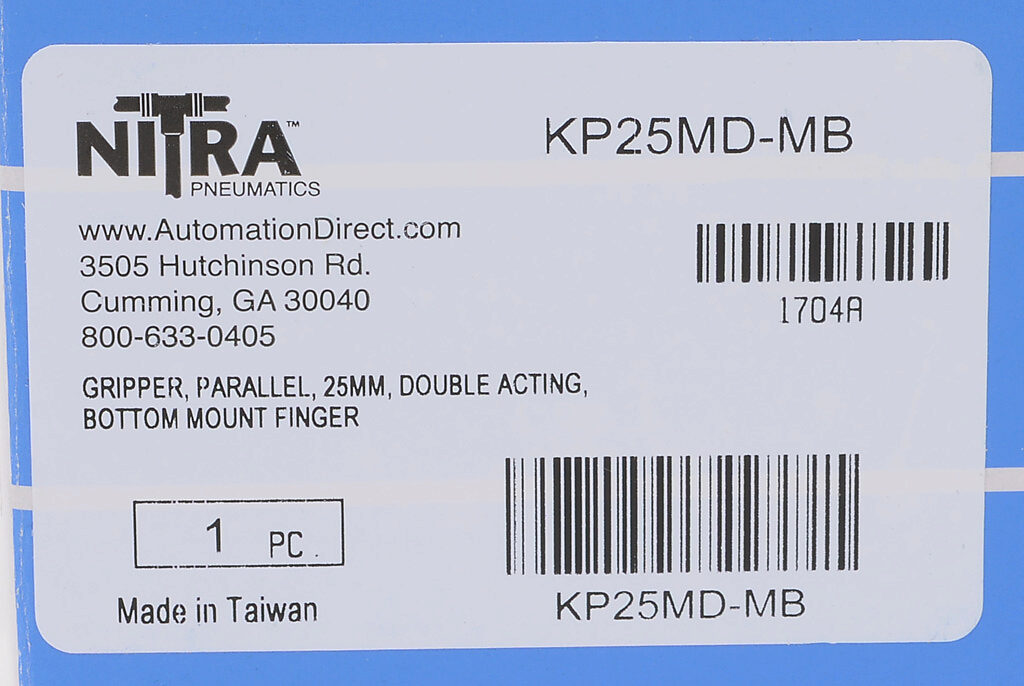 NITRA™
PNEUMATICS
KP25MD-MB
www.AutomationDirect.com
3505 Hutchinson Rd.
Cumming, GA 30040
800-633-0405
1704A
GRIPPER, PARALLEL, 25MM, DOUBLE ACTING,
BOTTOM MOUNT FINGER
1 PC.
Made in Taiwan
KP25MD-MB